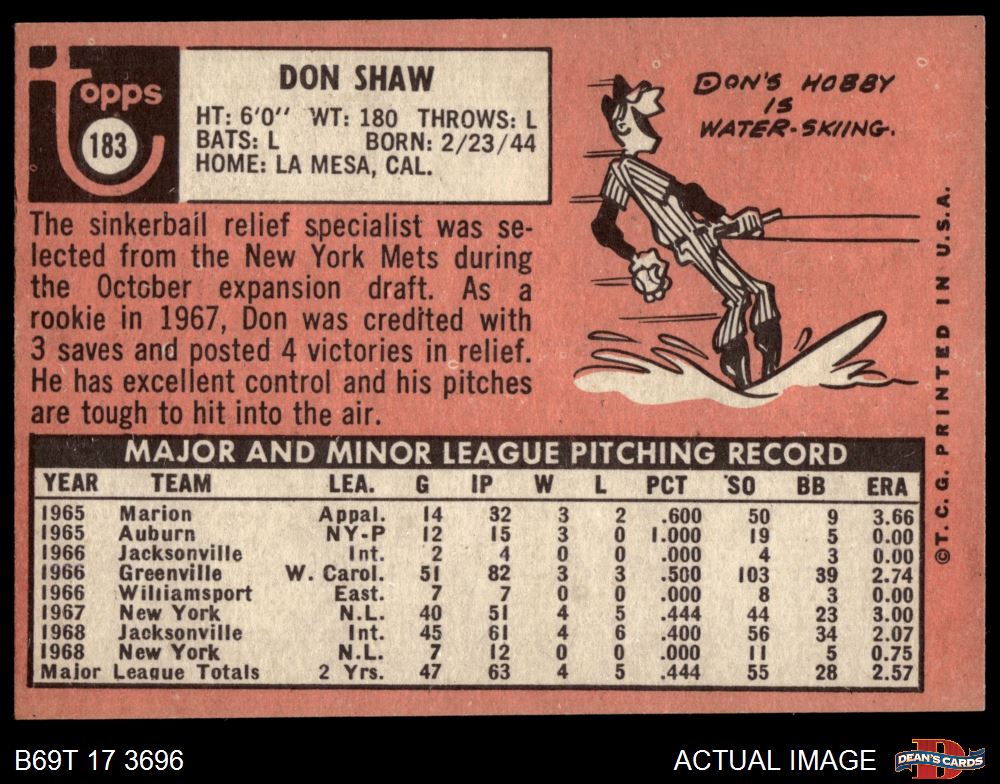 Topps
183
DON SHAW
HT: 6'0" WT: 180 THROWS: L
BATS: L BORN: 2/23/44
HOME: LA MESA, CAL.
DON'S HOBBY
IS
WATER-SKIING.
The sinkerball relief specialist was se-
lected from the New York Mets during
the October expansion draft. As a
rookie in 1967, Don was credited with
3 saves and posted 4 victories in relief.
He has excellent control and his pitches
are tough to hit into the air.
MAJOR AND MINOR LEAGUE PITCHING RECORD
YEAR TEAM LEA. G IP W L PCT SO BB ERA
1965 Marion Appal. 14 32 3 2 .600 50 9 3.66
1965 Auburn NY-P 12 15 3 0 1.000 19 5 0.00
1966 Jacksonville Int. 2 4 0 0 .000 4 3 0.00
1966 Greenville W. Carol. 51 82 3 3 .500 103 39 2.74
1966 Williamsport East. 7 7 0 0 .000 8 3 0.00
1967 New York N.L. 40 51 4 5 .444 44 23 3.00
1968 Jacksonville Int. 45 61 4 6 .400 56 34 2.07
1968 New York N.L. 7 12 0 0 .000 11 5 0.75
Major League Totals 2 Yrs. 47 63 4 5 .444 55 28 2.57
©T. C. G. PRINTED IN U.S.A.
B69T 17 3696
ACTUAL IMAGE
DEAN'S CARDS